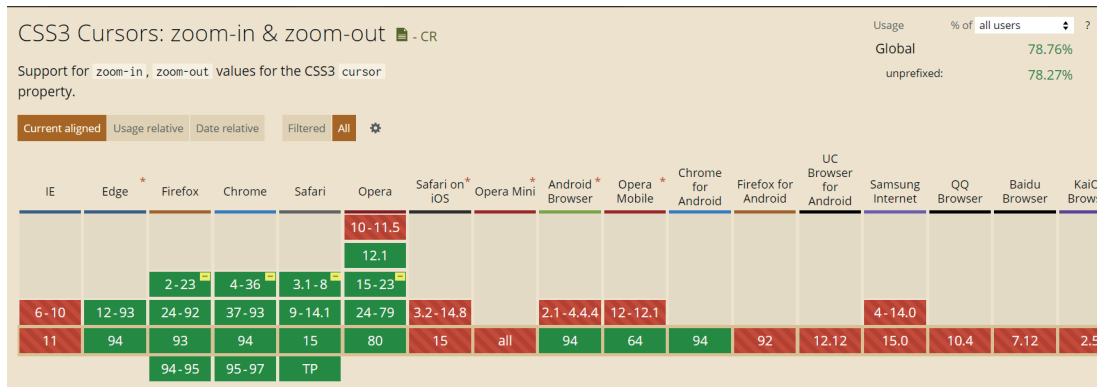 CSS3 Cursors: zoom-in & zoom-out - CR
Usage % of all users ?
Global 78.76%
unprefixed: 78.27%
Support for zoom-in, zoom-out values for the CSS3 cursor
property.
Current aligned Usage relative Date relative Filtered All
IE Edge * Firefox Chrome Safari Opera Safari on iOS * Opera Mini * Android Browser * Opera Mobile * Chrome for Android Firefox for Android UC Browser for Android Samsung Internet QQ Browser Baidu Browser
10-11.5
12.1
2-23 4-36 3.1-8 15-23
6-10 12-93 24-92 37-93 9-14.1 24-79 3.2-14.8 2.1-4.4.4 12-12.1 4-14.0
11 94 93 94 15 80 15 all 94 64 94 92 12.12 15.0 10.4 7.12 2.5
94-95 95-97 TP